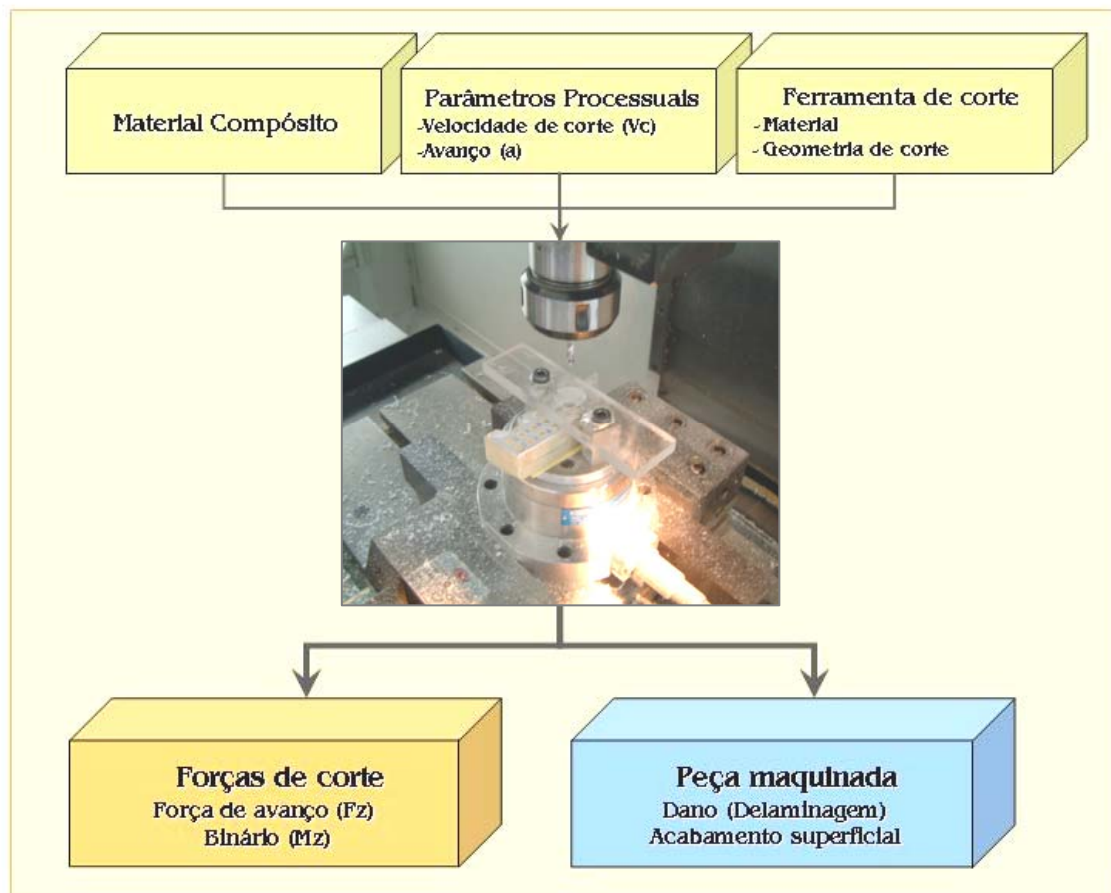 Material Compósito
Parâmetros Processuais
-Velocidade de corte (Vc)
-Avanço (a)
Ferramenta de corte
- Material
- Geometria de corte
Forças de corte
Força de avanço (Fz)
Binário (Mz)
Peça maquinada
Dano (Delaminagem)
Acabamento superficial